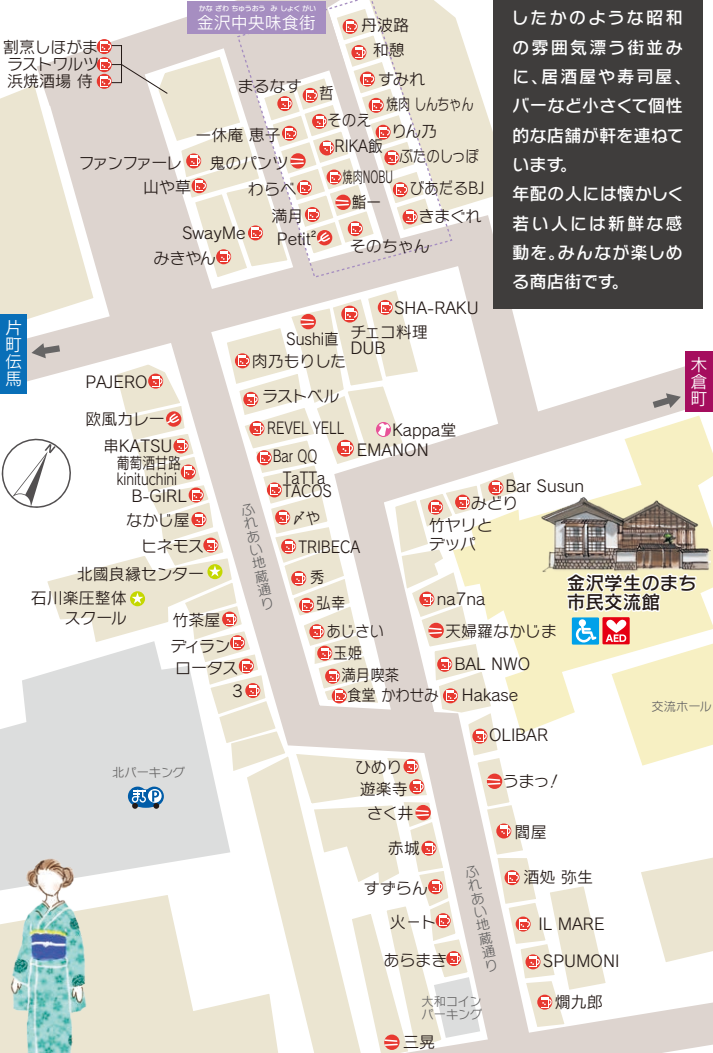 かなざわちゅうおうみしょくがい
金沢中央味食街
したかのような昭和
の雰囲気漂う街並み
に、居酒屋や寿司屋、
バーなど小さくて個性
的な店舗が軒を連ねて
います。
年配の人には懐かしく
若い人には新鮮な感
動を。みんなが楽しめ
る商店街です。
割烹しほがま
ラストワルツ
浜焼酒場 侍
丹波路
和憩
すみれ
焼肉 しんちゃん
りん乃
ぶたのしっぽ
びあだるBJ
きまぐれ
まるなす
哲
そのえ
RIKA飯
焼肉NOBU
鮨一
そのちゃん
一休庵 恵子
鬼のパンツ
わらべ
満月
Petit²
ファンファーレ
山や草
SwayMe
みきやん
片町伝馬
木倉町
SHA-RAKU
チェコ料理
DUB
Sushi直
肉乃もりした
ラストベル
REVEL YELL
Bar QQ
TaTTa
TACOS
〆や
TRIBECA
秀
弘幸
あじさい
玉姫
満月喫茶
食堂 かわせみ
Kappa堂
EMANON
PAJERO
欧風カレー
串KATSU
葡萄酒甘路
kinituchini
B-GIRL
なかじ屋
ヒネモス
北國良縁センター
石川楽圧整体
スクール
竹茶屋
ディラン
ロータス
3
N
ふれあい地蔵通り
Bar Susun
みどり
竹ヤリと
デッパ
金沢学生のまち
市民交流館
AED
na7na
天婦羅なかじま
BAL NWO
Hakase
交流ホール
OLIBAR
うまっ!
閻屋
酒処 弥生
IL MARE
SPUMONI
燗九郎
北パーキング
まちP
ひめり
遊楽寺
さく井
赤城
すずらん
火ート
あらまき
ふれあい地蔵通り
大和コイン
パーキング
三晃